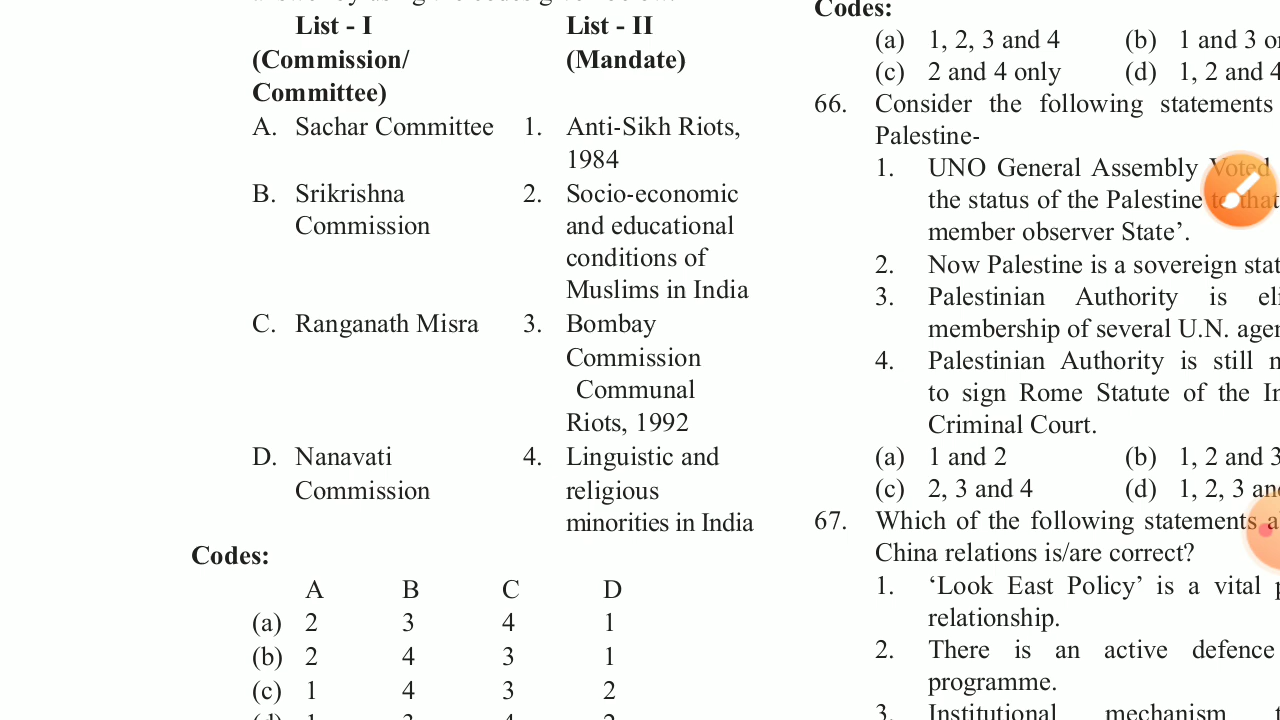 List - I List - II
(Commission/ (Mandate)
Committee)
A. Sachar Committee 1. Anti-Sikh Riots,
1984
B. Srikrishna 2. Socio-economic
Commission and educational
conditions of
Muslims in India
C. Ranganath Misra 3. Bombay
Commission
Communal
Riots, 1992
D. Nanavati 4. Linguistic and
Commission religious
minorities in India
Codes:
A B C D
(a) 2 3 4 1
(b) 2 4 3 1
(c) 1 4 3 2
Codes:
(a) 1, 2, 3 and 4 (b) 1 and 3
(c) 2 and 4 only (d) 1, 2 and 4
66. Consider the following statements
Palestine-
1. UNO General Assembly Voted
the status of the Palestine to that
member observer State’.
2. Now Palestine is a sovereign
3. Palestinian Authority is
membership of several U.N.
4. Palestinian Authority is still
to sign Rome Statute of the
Criminal Court.
(a) 1 and 2 (b) 1, 2 and 3
(c) 2, 3 and 4 (d) 1, 2, 3
67. Which of the following statements
China relations is/are correct?
1. ‘Look East Policy’ is a vital
relationship.
2. There is an active defence
programme.
3. Institutional mechanism